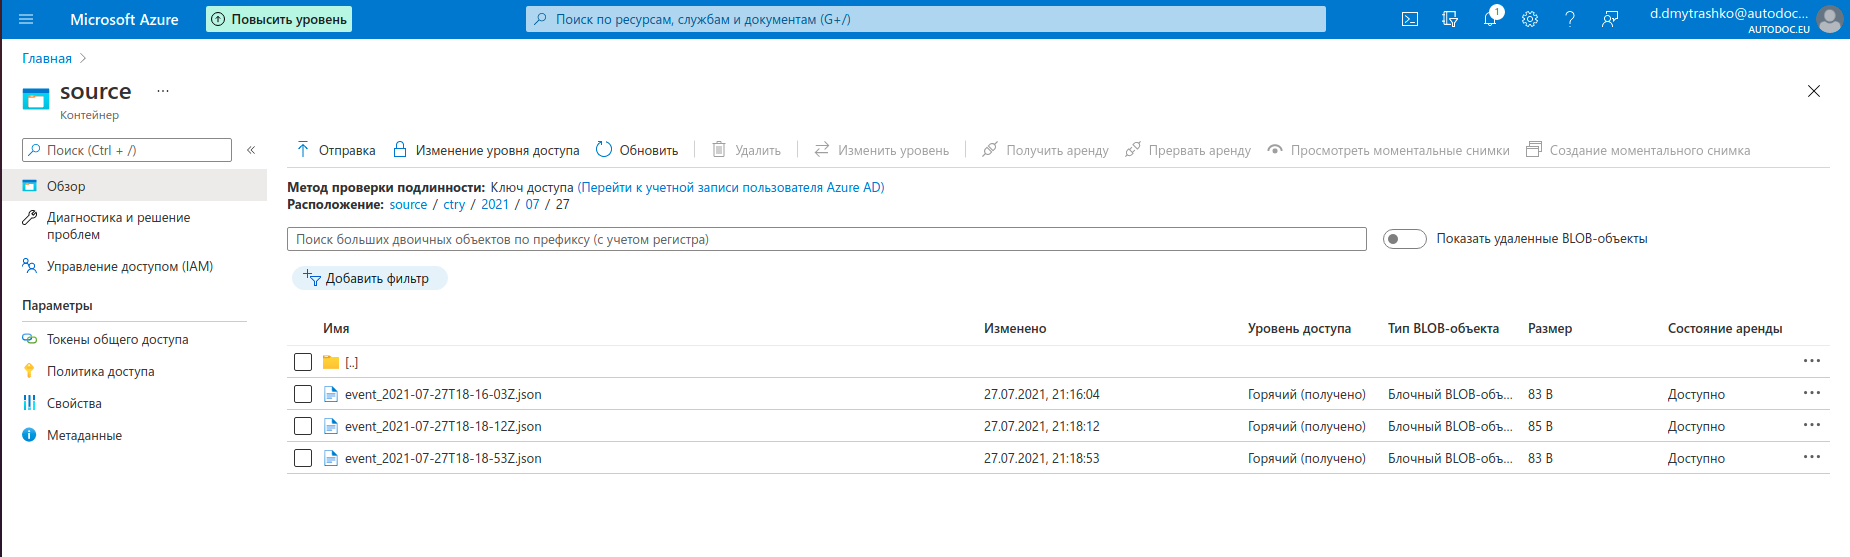 Microsoft Azure
Повысить уровень
Поиск по ресурсам, службам и документам (G+/)
1
d.dmytrashko@autodoc...
AUTODOC.EU
Главная
source ...
Контейнер
Поиск (Ctrl + /)
«
Отправка
Изменение уровня доступа
Обновить
Удалить
Изменить уровень
Получить аренду
Прервать аренду
Просмотреть моментальные снимки
Создание моментального снимка
Обзор
Диагностика и решение
проблем
Управление доступом (IAM)
Параметры
Токены общего доступа
Политика доступа
Свойства
Метаданные
Метод проверки подлинности: Ключ доступа (Перейти к учетной записи пользователя Azure AD)
Расположение: source / ctry / 2021 / 07 / 27
Поиск больших двоичных объектов по префиксу (с учетом регистра)
Показать удаленные BLOB-объекты
Добавить фильтр
Имя Изменено Уровень доступа Тип BLOB-объекта Размер Состояние аренды
[..]
event_2021-07-27T18-16-03Z.json 27.07.2021, 21:16:04 Горячий (получено) Блочный BLOB-объ... 83 B Доступно
event_2021-07-27T18-18-12Z.json 27.07.2021, 21:18:12 Горячий (получено) Блочный BLOB-объ... 85 B Доступно
event_2021-07-27T18-18-53Z.json 27.07.2021, 21:18:53 Горячий (получено) Блочный BLOB-объ... 83 B Доступно